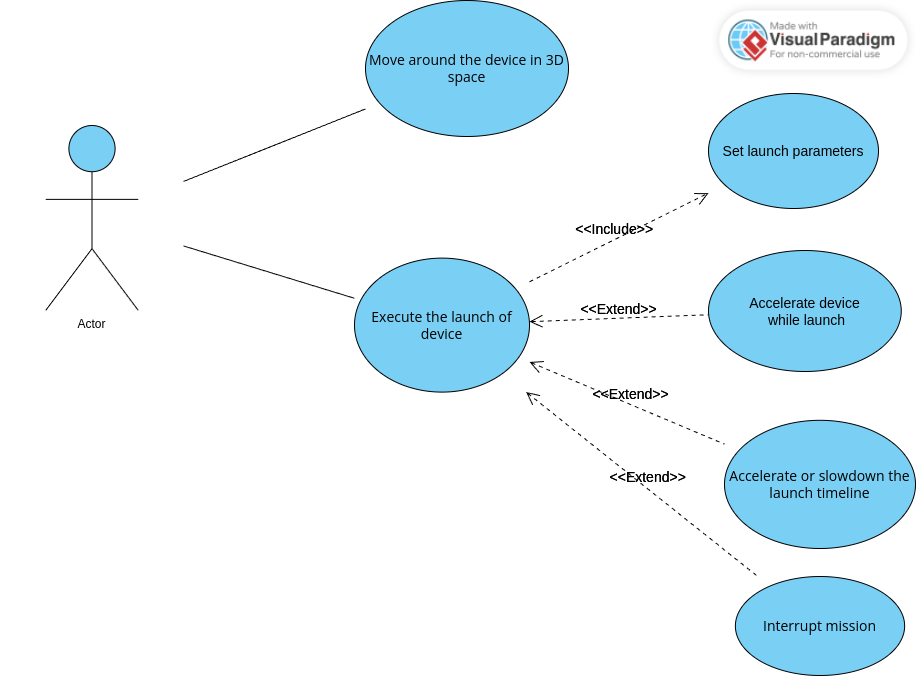 Made with
VisualParadigm
For non-commercial use
Move around the device in 3D
space
Set launch parameters
<<Include>>
Actor
Execute the launch of
device
<<Extend>>
Accelerate device
while launch
<<Extend>>
<<Extend>>
Accelerate or slowdown the
launch timeline
Interrupt mission